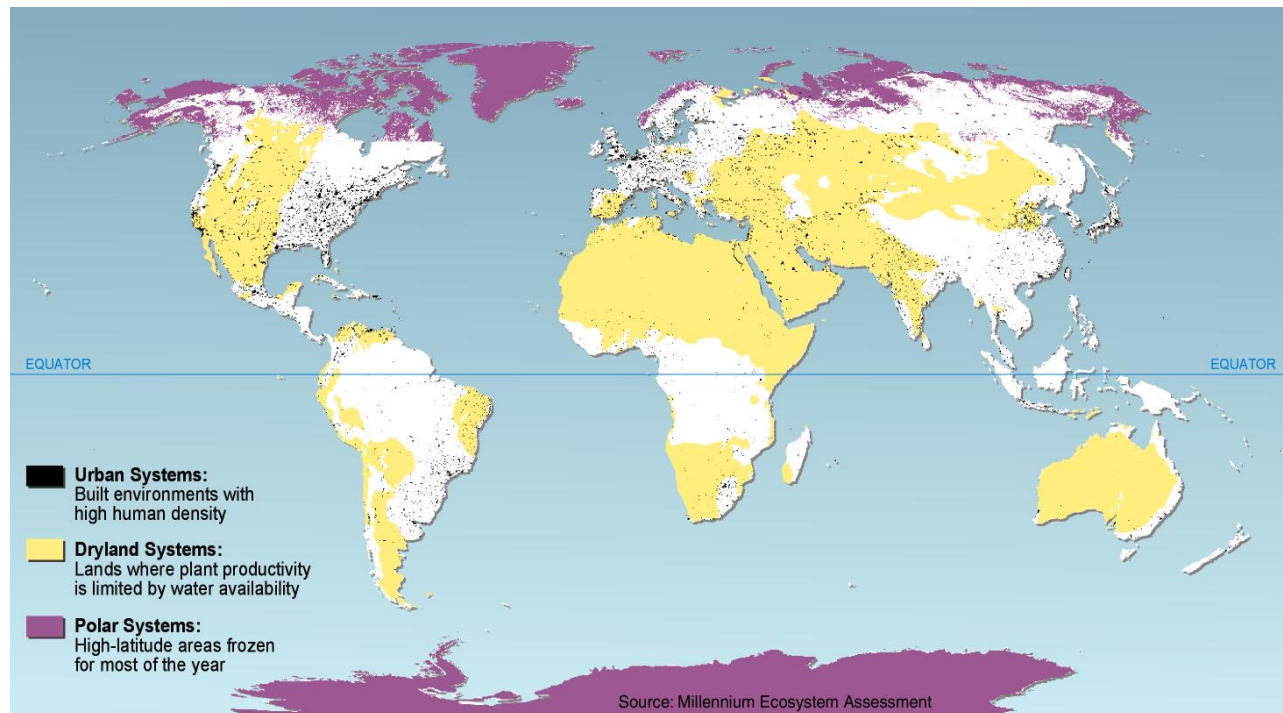 EQUATOR
EQUATOR
Urban Systems:
Built environments with
high human density
Dryland Systems:
Lands where plant productivity
is limited by water availability
Polar Systems:
High-latitude areas frozen
for most of the year
Source: Millennium Ecosystem Assessment